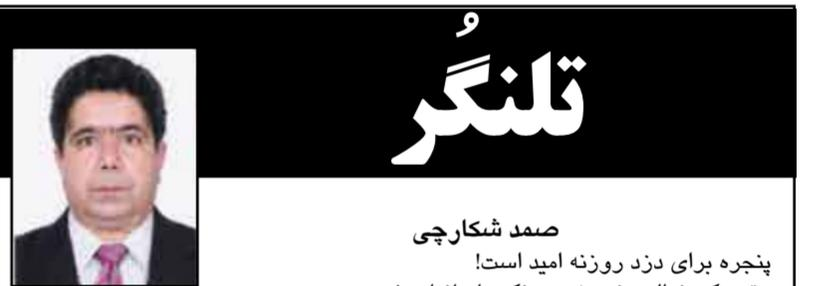 تلنگُر
صمد شکارچی
پنجره برای دزد روزنه امید است!